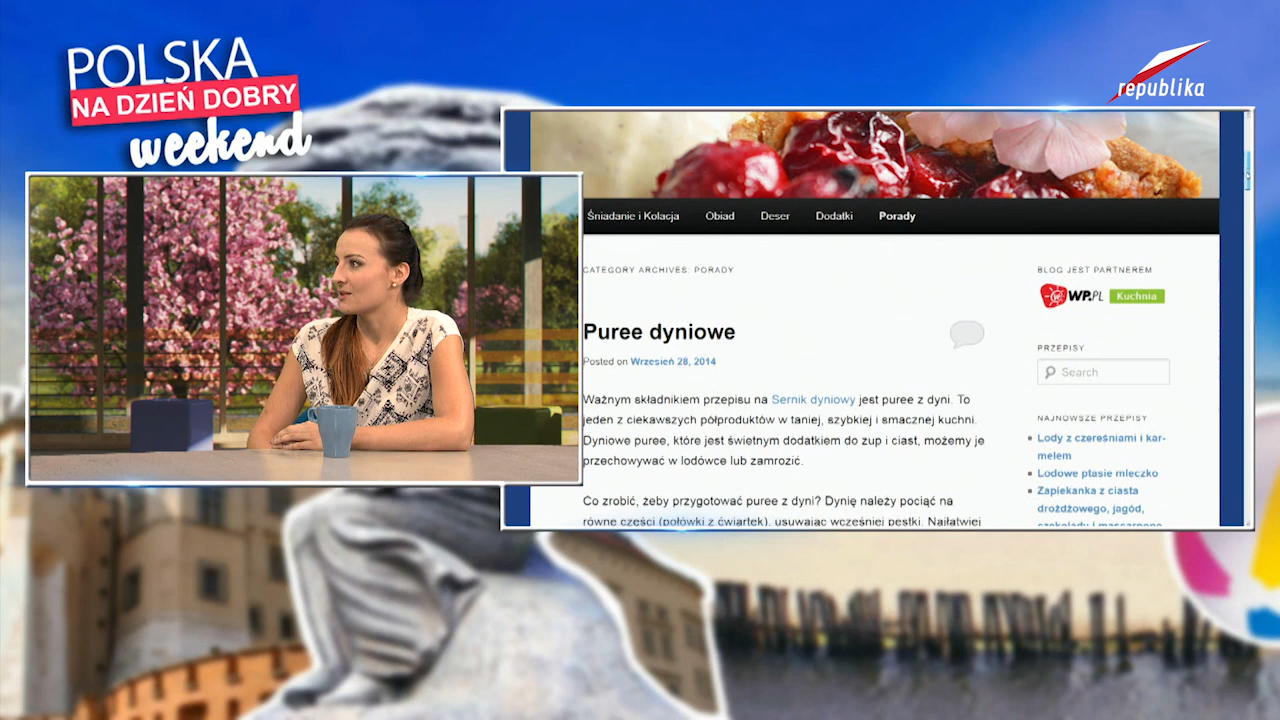 POLSKA
NA DZIEŃ DOBRY
weekend
republika
Śniadanie i Kolacja Obiad Deser Dodatki Porady
CATEGORY ARCHIVES: PORADY
Puree dyniowe
Posted on Wrzesień 28, 2014
Ważnym składnikiem przepisu na Sernik dyniowy jest puree z dyni. To
jeden z ciekawszych półproduktów w taniej, szybkiej i smacznej kuchni.
Dyniowe puree, które jest świetnym dodatkiem do zup i ciast, możemy je
przechowywać w lodówce lub zamrozić.
Co zrobić, żeby przygotować puree z dyni? Dynię należy pociąć na
równe części (połówki z ćwiartek), usuwając wcześniej pestki. Najłatwiej
BLOG JEST PARTNEREM
WP.PL Kuchnia
PRZEPISY
Search
NAJNOWSZE PRZEPISY
Lody z czereśniami i kar-
melem
Lodowe ptasie mleczko
Zapiekanka z ciasta
drożdżowego, jagód,
czekolady i mascarpone